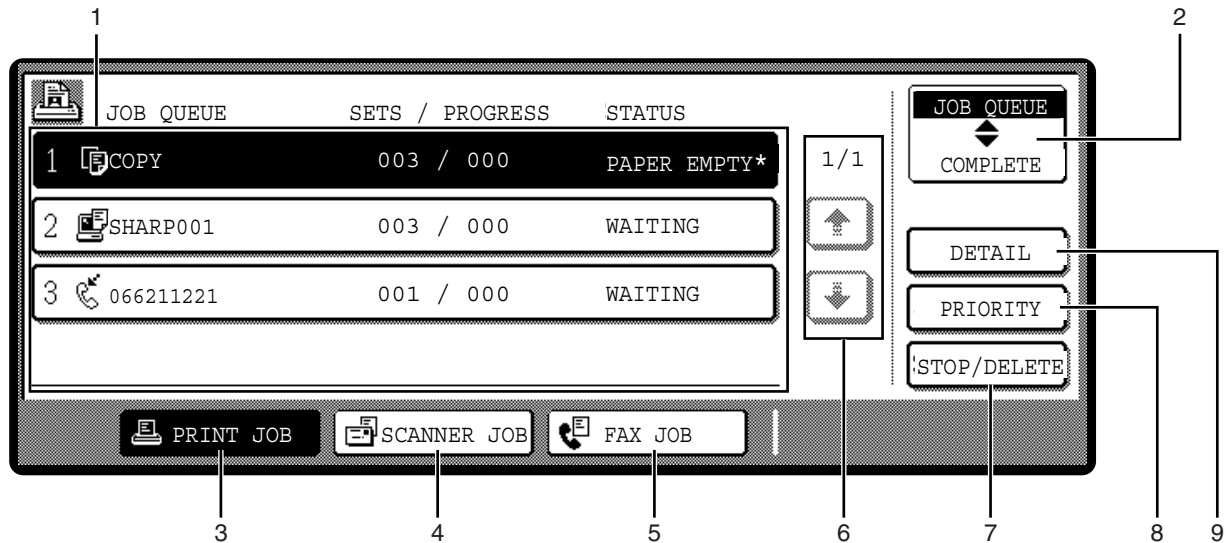 1 2
JOB QUEUE SETS / PROGRESS STATUS
1 COPY 003 / 000 PAPER EMPTY*
2 SHARP001 003 / 000 WAITING
3 066211221 001 / 000 WAITING
1/1
JOB QUEUE
COMPLETE
DETAIL
PRIORITY
STOP/DELETE
PRINT JOB SCANNER JOB FAX JOB
3 4 5 6 7 8 9